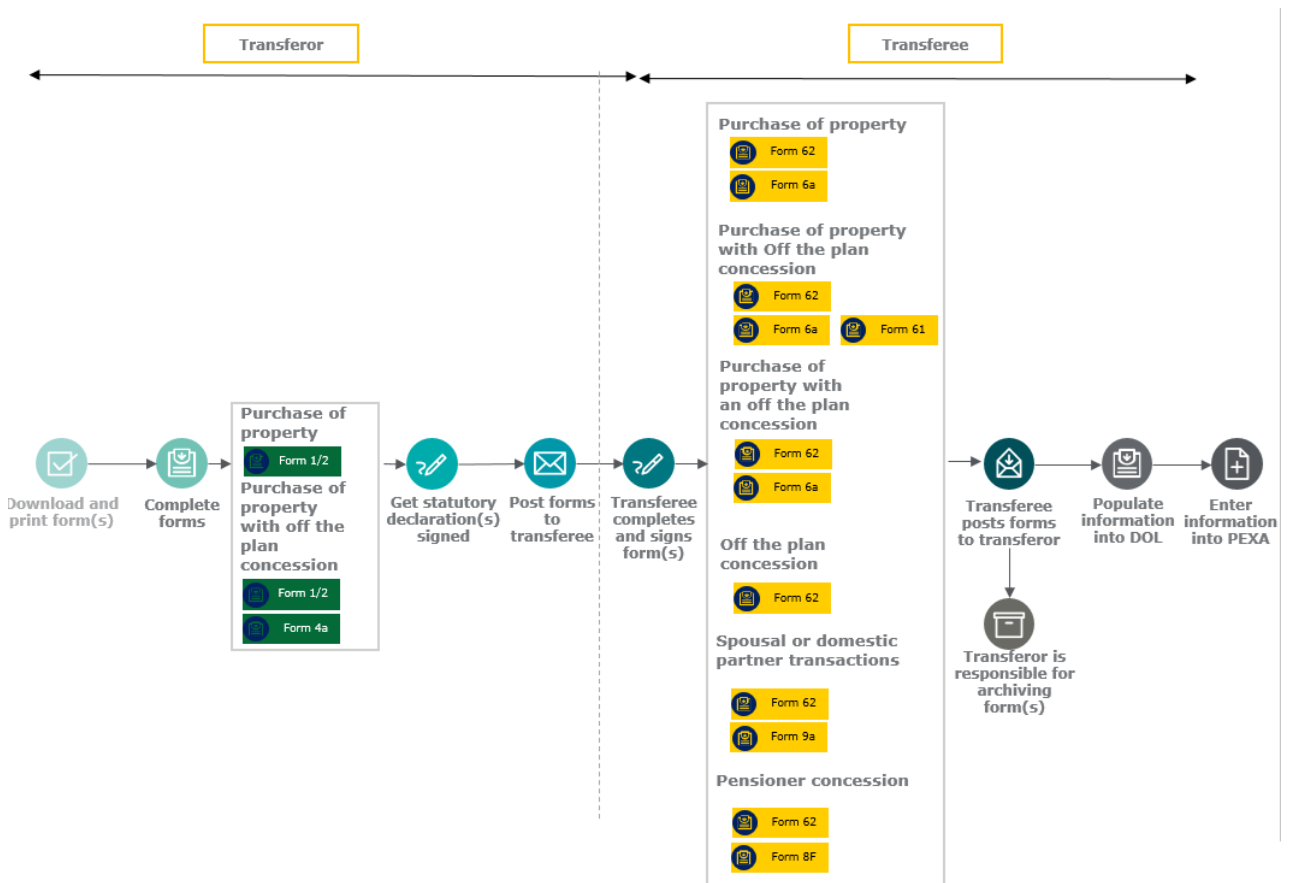 Transferor
Transferee
Download and
print form(s)
Complete
forms
Purchase of
property
Form 1/2
Purchase of
property
with off the
plan
concession
Form 1/2
Form 4a
Get statutory
declaration(s)
signed
Post forms
to
transferee
Transferee
completes
and signs
form(s)
Purchase of property
Form 62
Form 6a
Purchase of property
with Off the plan
concession
Form 62
Form 6a
Form 61
Purchase of
property with
an off the plan
concession
Form 62
Form 6a
Off the plan
concession
Form 62
Spousal or domestic
partner transactions
Form 62
Form 9a
Pensioner concession
Form 62
Form 8F
Transferee
posts forms
to transferor
Transferor is
responsible for
archiving
form(s)
Populate
information
into DOL
Enter
information
into PEXA